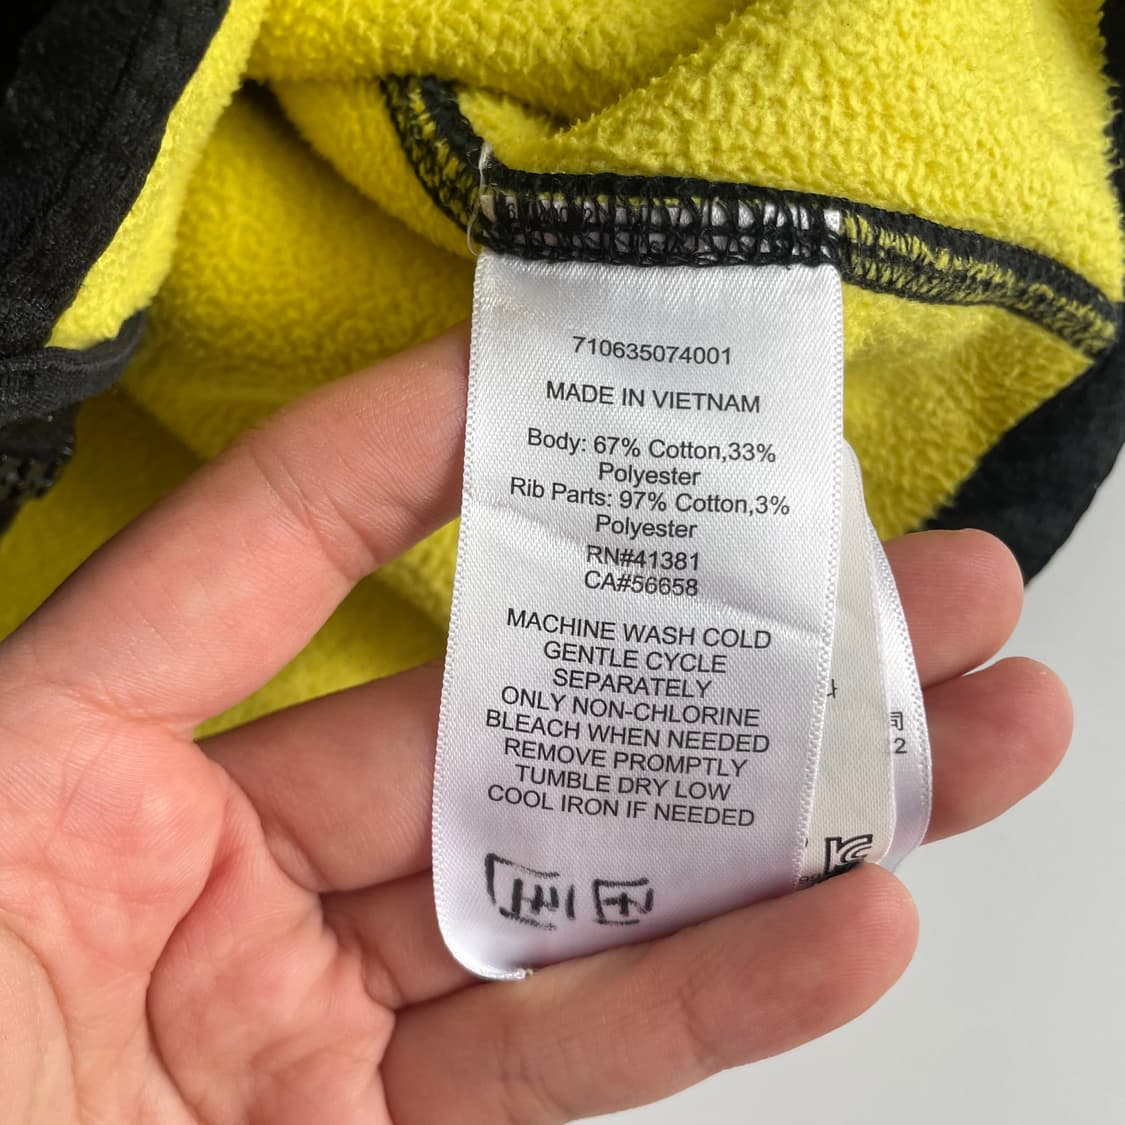 710635074001
MADE IN VIETNAM
Body: 67% Cotton,33%
Polyester
Rib Parts: 97% Cotton,3%
Polyester
RN#41381
CA#56658
MACHINE WASH COLD
GENTLE CYCLE
SEPARATELY
ONLY NON-CHLORINE
BLEACH WHEN NEEDED
REMOVE PROMPTLY
TUMBLE DRY LOW
COOL IRON IF NEEDED